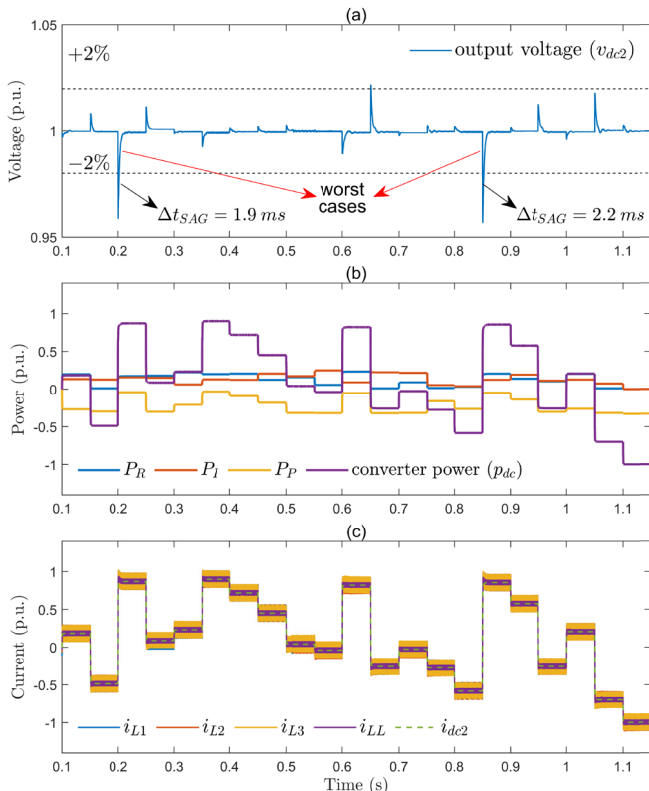 (a)
1.05
+2%
output voltage (v_dc2)
Voltage (p.u.)
1
−2%
worst
cases
Δt_SAG = 1.9 ms
Δt_SAG = 2.2 ms
0.95
0.1 0.2 0.3 0.4 0.5 0.6 0.7 0.8 0.9 1 1.1
(b)
1
0.5
Power (p.u.)
0
-0.5
-1
P_R P_I P_P converter power (p_dc)
0.1 0.2 0.3 0.4 0.5 0.6 0.7 0.8 0.9 1 1.1
(c)
1
0.5
Current (p.u.)
0
-0.5
-1
i_L1 i_L2 i_L3 i_LL i_dc2
0.1 0.2 0.3 0.4 0.5 0.6 0.7 0.8 0.9 1 1.1
Time (s)